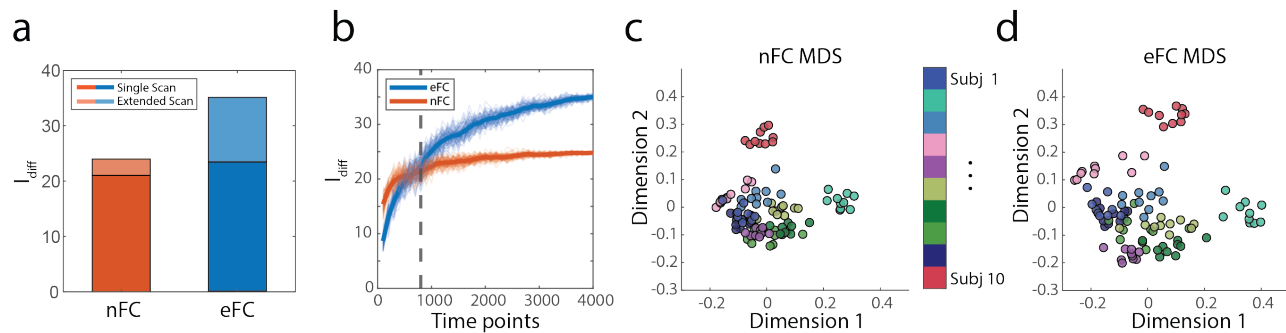 a
40
30
20
10
0
I_diff
Single Scan
Extended Scan
nFC
eFC
b
40
35
30
25
20
15
10
5
0
I_diff
eFC
nFC
1000
2000
3000
4000
Time points
c
nFC MDS
0.4
0.3
0.2
0.1
0
-0.1
-0.2
-0.3
Dimension 2
-0.2
0
0.2
0.4
Dimension 1
Subj 1
Subj 10
d
eFC MDS
0.4
0.3
0.2
0.1
0
-0.1
-0.2
-0.3
Dimension 2
-0.2
0
0.2
0.4
Dimension 1